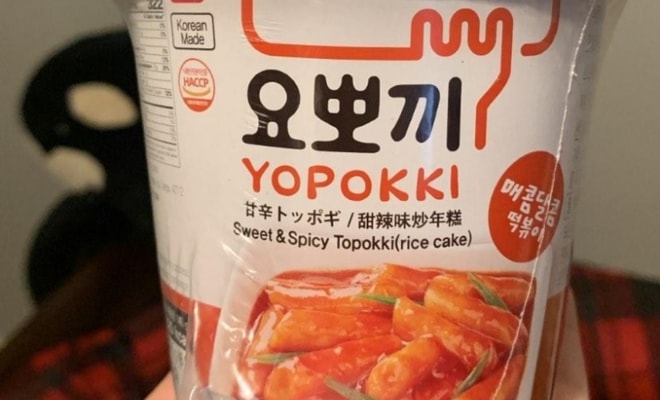 322
Korean
Made
HACCP
요뽀끼
YOPOKKI
甘辛トッポギ / 甜辣味炒年糕
Sweet & Spicy Topokki(rice cake)
매콤달콤
떡볶이